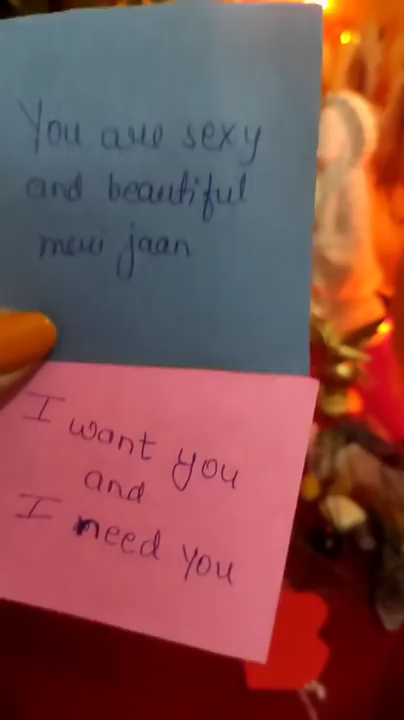 You are sexy
and beautiful
meri jaan
I want you
and
I need you